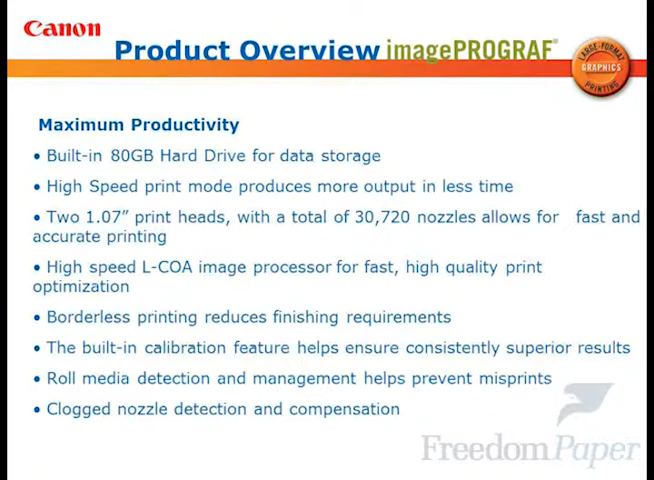 Canon
Product Overview imagePROGRAF®
LARGE-FORMAT
GRAPHICS
PRINTING
Maximum Productivity
• Built-in 80GB Hard Drive for data storage
• High Speed print mode produces more output in less time
• Two 1.07” print heads, with a total of 30,720 nozzles allows for fast and
accurate printing
• High speed L-COA image processor for fast, high quality print
optimization
• Borderless printing reduces finishing requirements
• The built-in calibration feature helps ensure consistently superior results
• Roll media detection and management helps prevent misprints
• Clogged nozzle detection and compensation
FreedomPaper